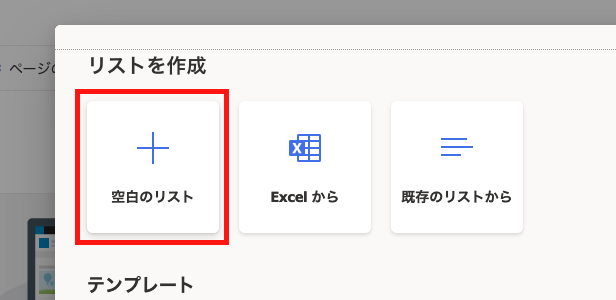 リストを作成
ページの
空白のリスト
Excel から
既存のリストから
テンプレート